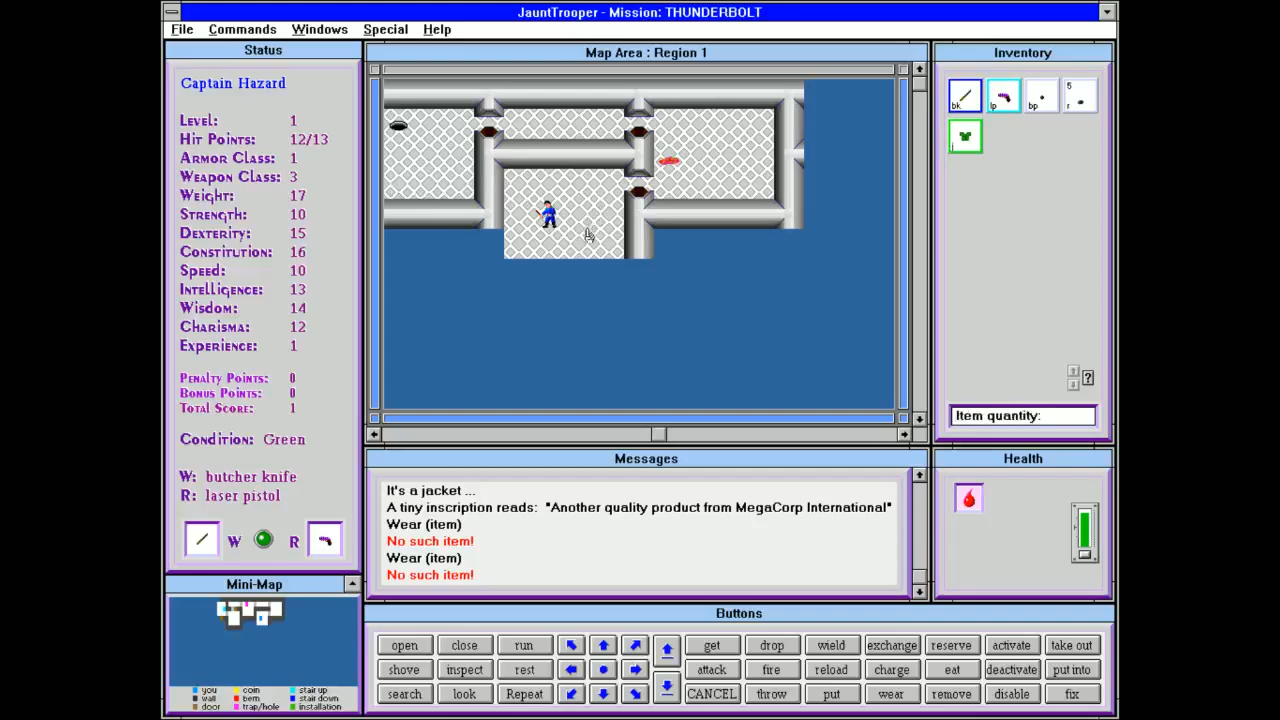 JauntTrooper - Mission: THUNDERBOLT
File Commands Windows Special Help
Status
Captain Hazard
Level: 1
Hit Points: 12/13
Armor Class: 1
Weapon Class: 3
Weight: 17
Strength: 10
Dexterity: 15
Constitution: 16
Speed: 10
Intelligence: 13
Wisdom: 14
Charisma: 12
Experience: 1
Penalty Points: 0
Bonus Points: 0
Total Score: 1
Condition: Green
W: butcher knife
R: laser pistol
W R
Mini-Map
you coin stair up
wall bem stair down
door trap/hole installation
Map Area : Region 1
Messages
It's a jacket ...
A tiny inscription reads: "Another quality product from MegaCorp International"
Wear (item)
No such item!
Wear (item)
No such item!
Inventory
5
bk. lp bp r
j
?
Item quantity:
Health
Buttons
open close run get drop wield exchange reserve activate take out
shove inspect rest attack fire reload charge eat deactivate put into
search look Repeat CANCEL throw put wear remove disable fix